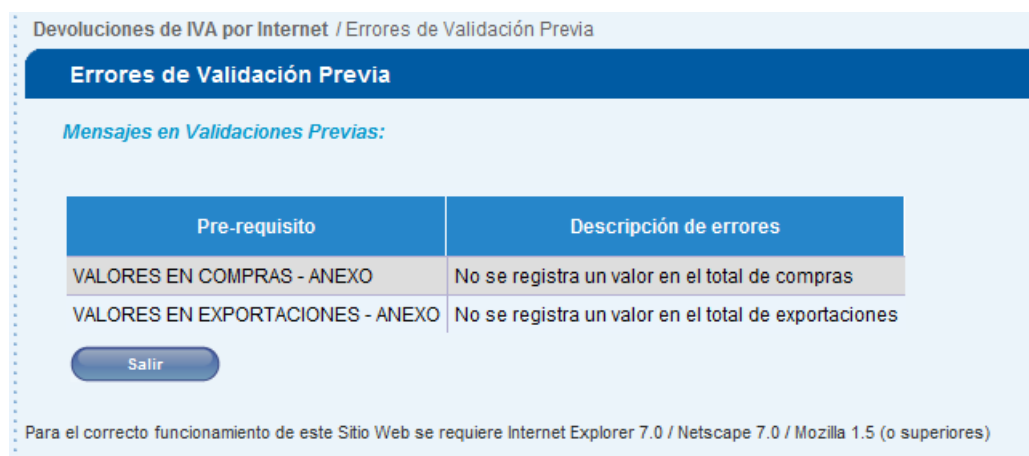 Devoluciones de IVA por Internet / Errores de Validación Previa
Errores de Validación Previa
Mensajes en Validaciones Previas:
Pre-requisito Descripción de errores
VALORES EN COMPRAS - ANEXO No se registra un valor en el total de compras
VALORES EN EXPORTACIONES - ANEXO No se registra un valor en el total de exportaciones
Salir
Para el correcto funcionamiento de este Sitio Web se requiere Internet Explorer 7.0 / Netscape 7.0 / Mozilla 1.5 (o superiores)